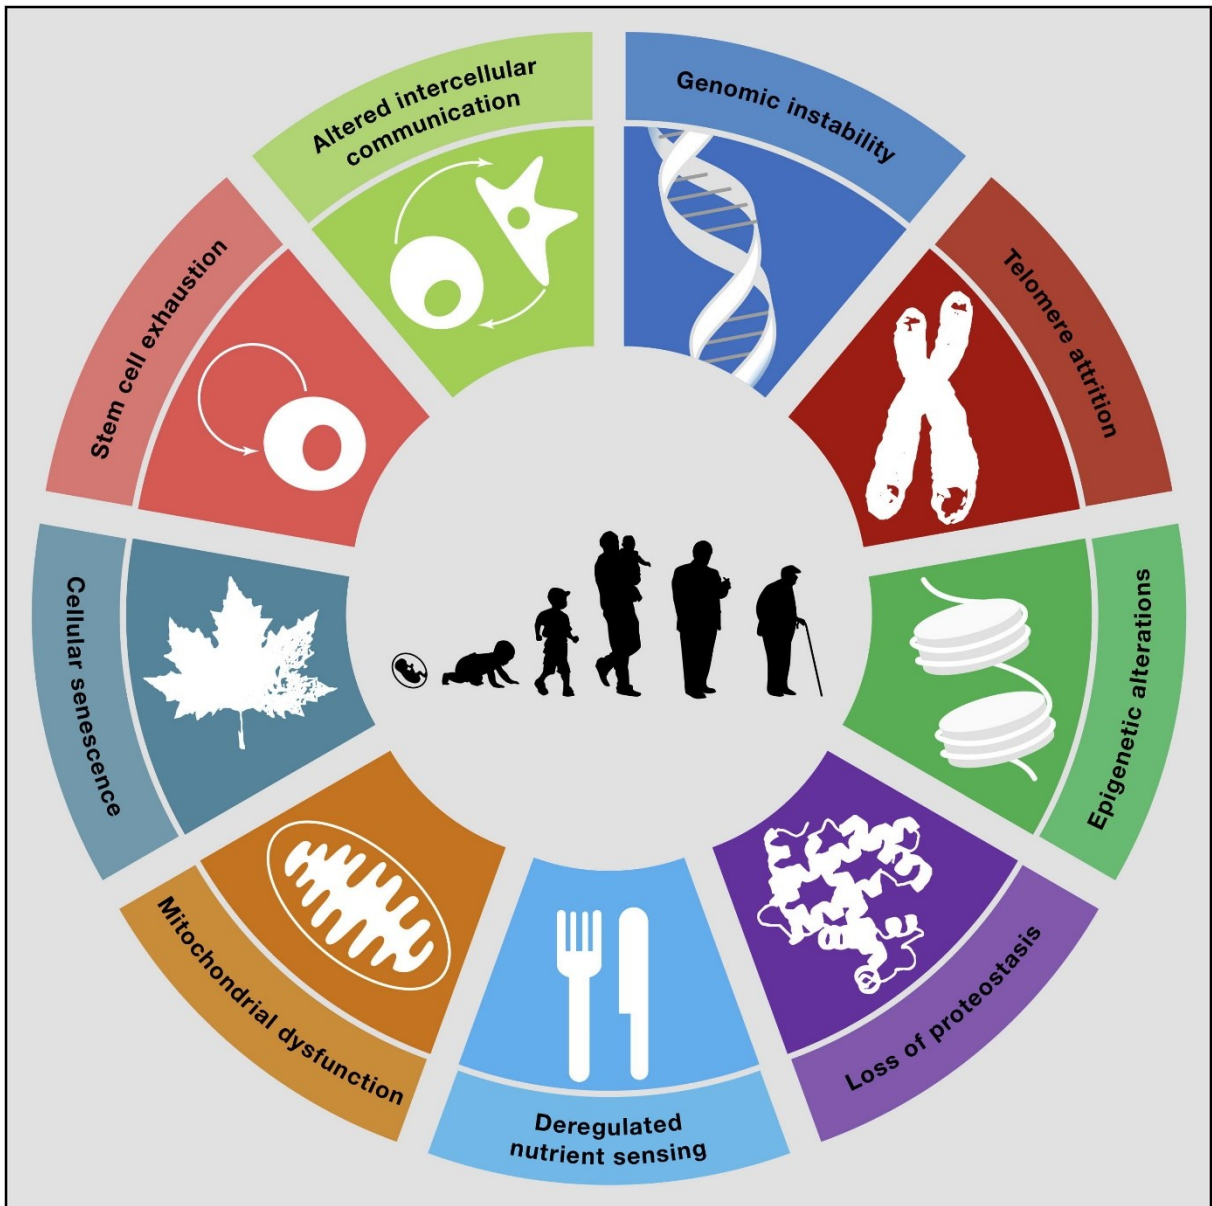 Genomic instability
Telomere attrition
Epigenetic alterations
Loss of proteostasis
Deregulated
nutrient sensing
Mitochondrial dysfunction
Cellular senescence
Stem cell exhaustion
Altered intercellular
communication